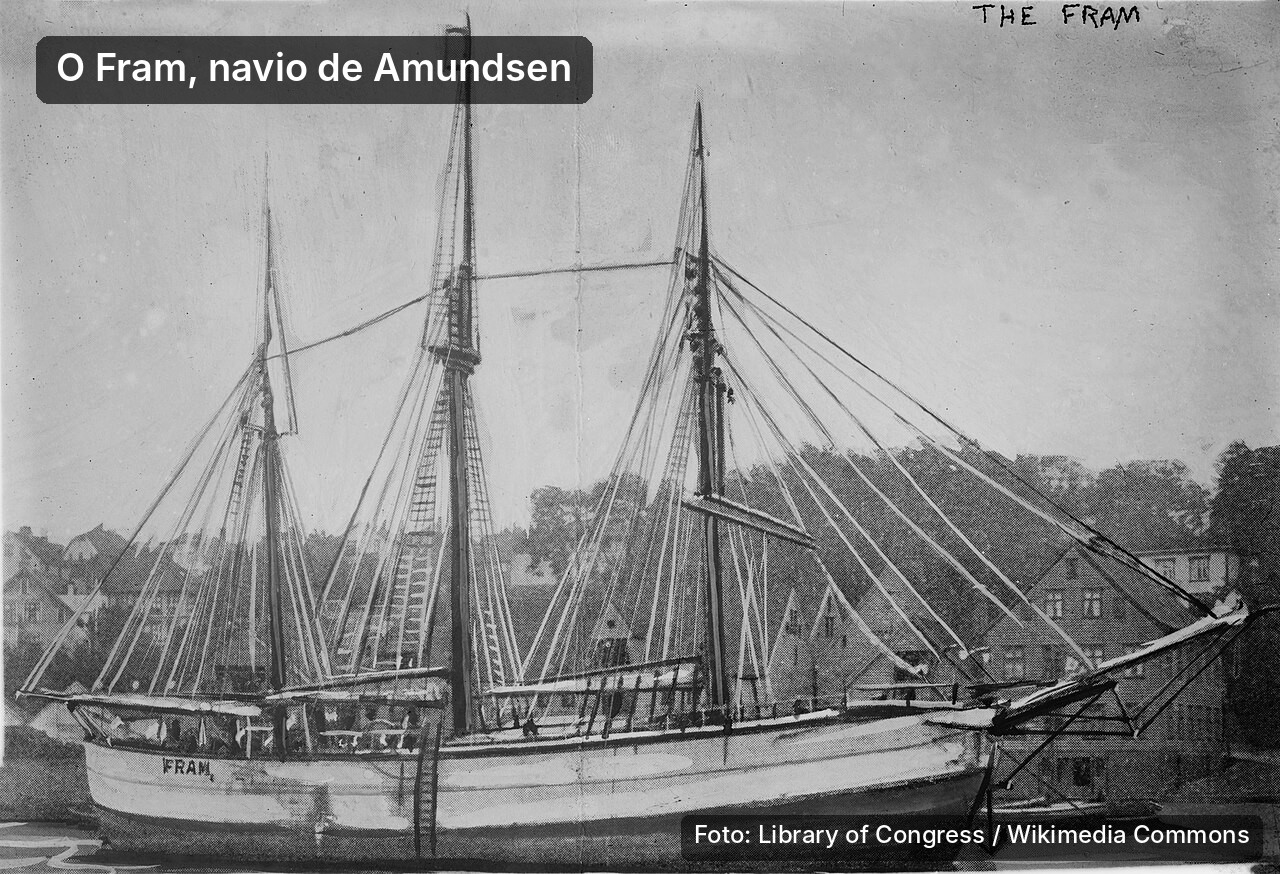 THE FRAM
O Fram, navio de Amundsen
FRAM
Foto: Library of Congress / Wikimedia Commons